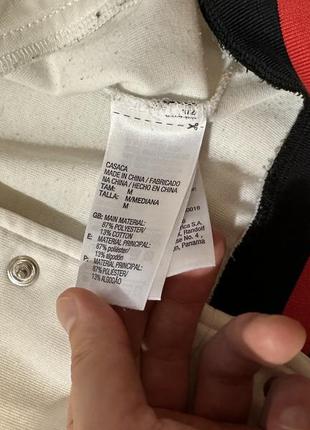 CASACA
MADE IN CHINA / FABRICADO
NA CHINA / HECHO EN CHINA
TAM: M
TALLA: M/MEDIANA
M
GB: MAIN MATERIAL:
87% POLYESTER/
13% COTTON
E: MATERIAL PRINCIPAL:
87% poliéster/
13% algodón
P: MATERIAL PRINCIPAL:
87% POLIÉSTER/
13% ALGODÃO
S.A.
Panama